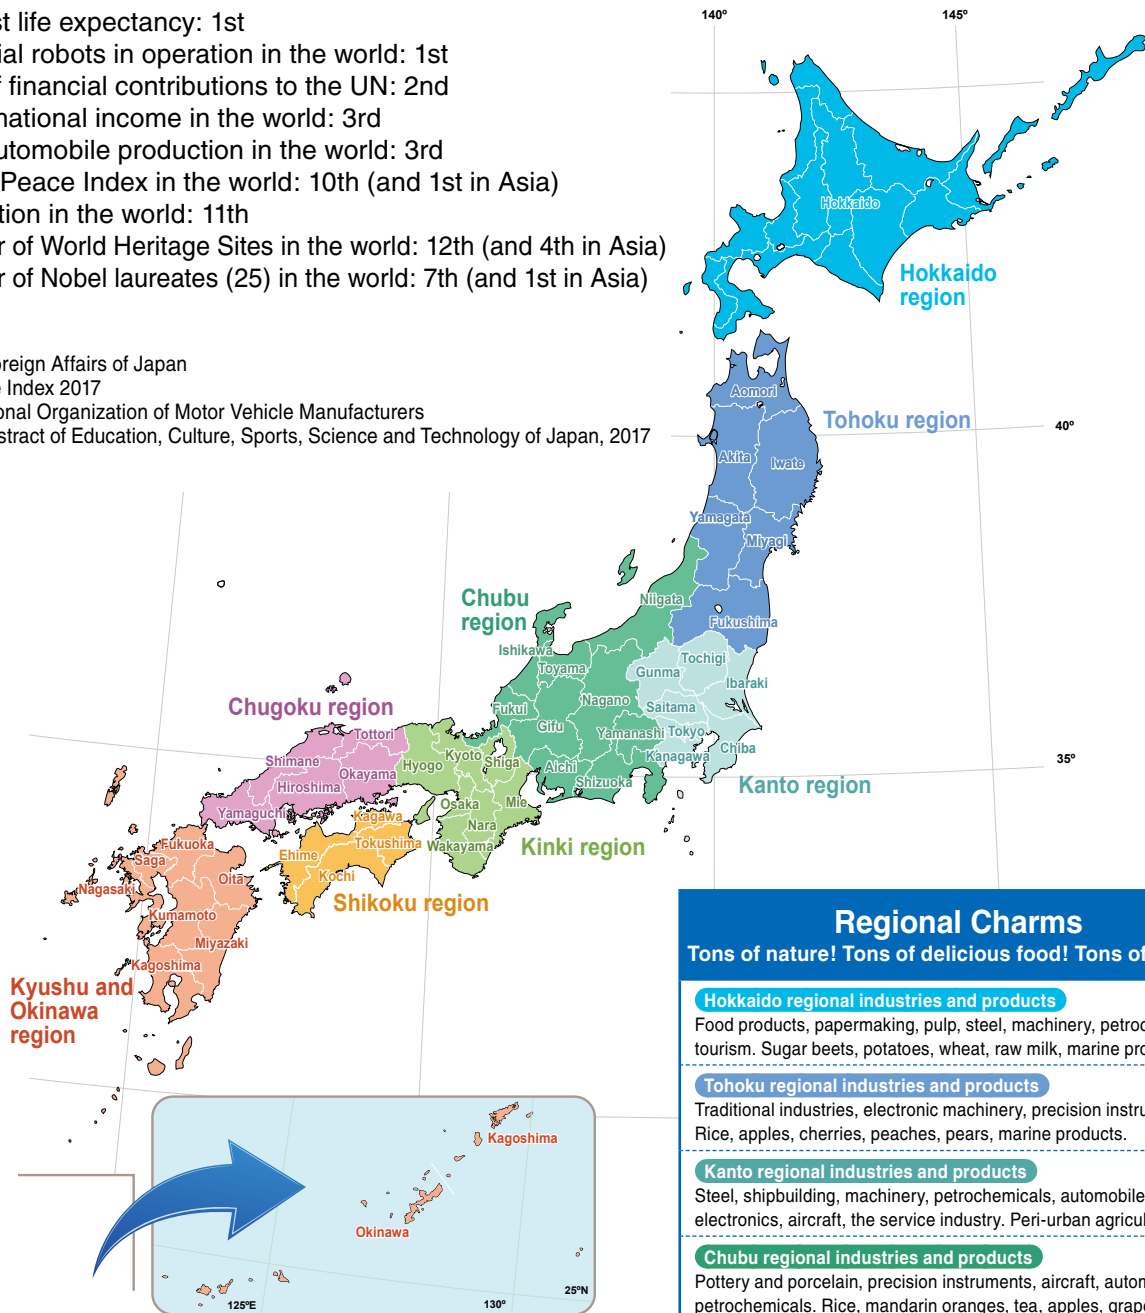 st life expectancy: 1st
ial robots in operation in the world: 1st
f financial contributions to the UN: 2nd
national income in the world: 3rd
utomobile production in the world: 3rd
Peace Index in the world: 10th (and 1st in Asia)
tion in the world: 11th
r of World Heritage Sites in the world: 12th (and 4th in Asia)
r of Nobel laureates (25) in the world: 7th (and 1st in Asia)
oreign Affairs of Japan
e Index 2017
onal Organization of Motor Vehicle Manufacturers
stract of Education, Culture, Sports, Science and Technology of Japan, 2017
140°
145°
Hokkaido
Hokkaido
region
Aomori
Tohoku region
40°
Akita
Iwate
Yamagata
Miyagi
Fukushima
Chubu
region
Niigata
Ishikawa
Toyama
Tochigi
Gunma
Ibaraki
Nagano
Saitama
Fukui
Gifu
Yamanashi
Tokyo
Chiba
Kanagawa
35°
Kanto region
Aichi
Shizuoka
Chugoku region
Tottori
Shimane
Okayama
Hiroshima
Yamaguchi
Hyogo
Kyoto
Shiga
Osaka
Mie
Nara
Wakayama
Kinki region
Kagawa
Tokushima
Ehime
Kochi
Shikoku region
Fukuoka
Saga
Oita
Nagasaki
Kumamoto
Miyazaki
Kagoshima
Kyushu and
Okinawa
region
Kagoshima
Okinawa
125°E
130°
25°N
Regional Charms
Tons of nature! Tons of delicious food! Tons of
Hokkaido regional industries and products
Food products, papermaking, pulp, steel, machinery, petroc
tourism. Sugar beets, potatoes, wheat, raw milk, marine pro
Tohoku regional industries and products
Traditional industries, electronic machinery, precision instru
Rice, apples, cherries, peaches, pears, marine products.
Kanto regional industries and products
Steel, shipbuilding, machinery, petrochemicals, automobile
electronics, aircraft, the service industry. Peri-urban agricul
Chubu regional industries and products
Pottery and porcelain, precision instruments, aircraft, autom
petrochemicals. Rice, mandarin oranges, tea, apples, grape